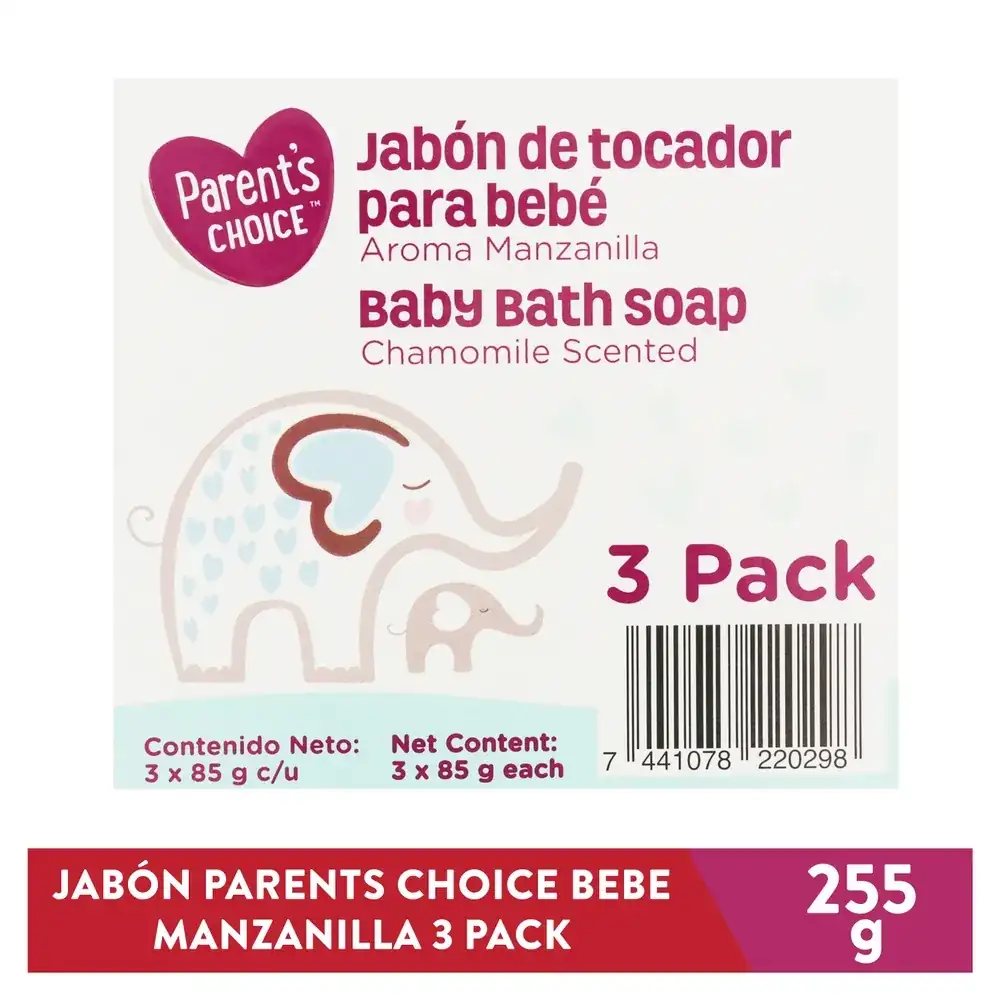 Parent's
CHOICE™
Jabón de tocador
para bebé
Aroma Manzanilla
Baby Bath Soap
Chamomile Scented
3 Pack
Contenido Neto:
3 x 85 g c/u
Net Content:
3 x 85 g each
7 441078 220298
JABÓN PARENTS CHOICE BEBE
MANZANILLA 3 PACK
255
g